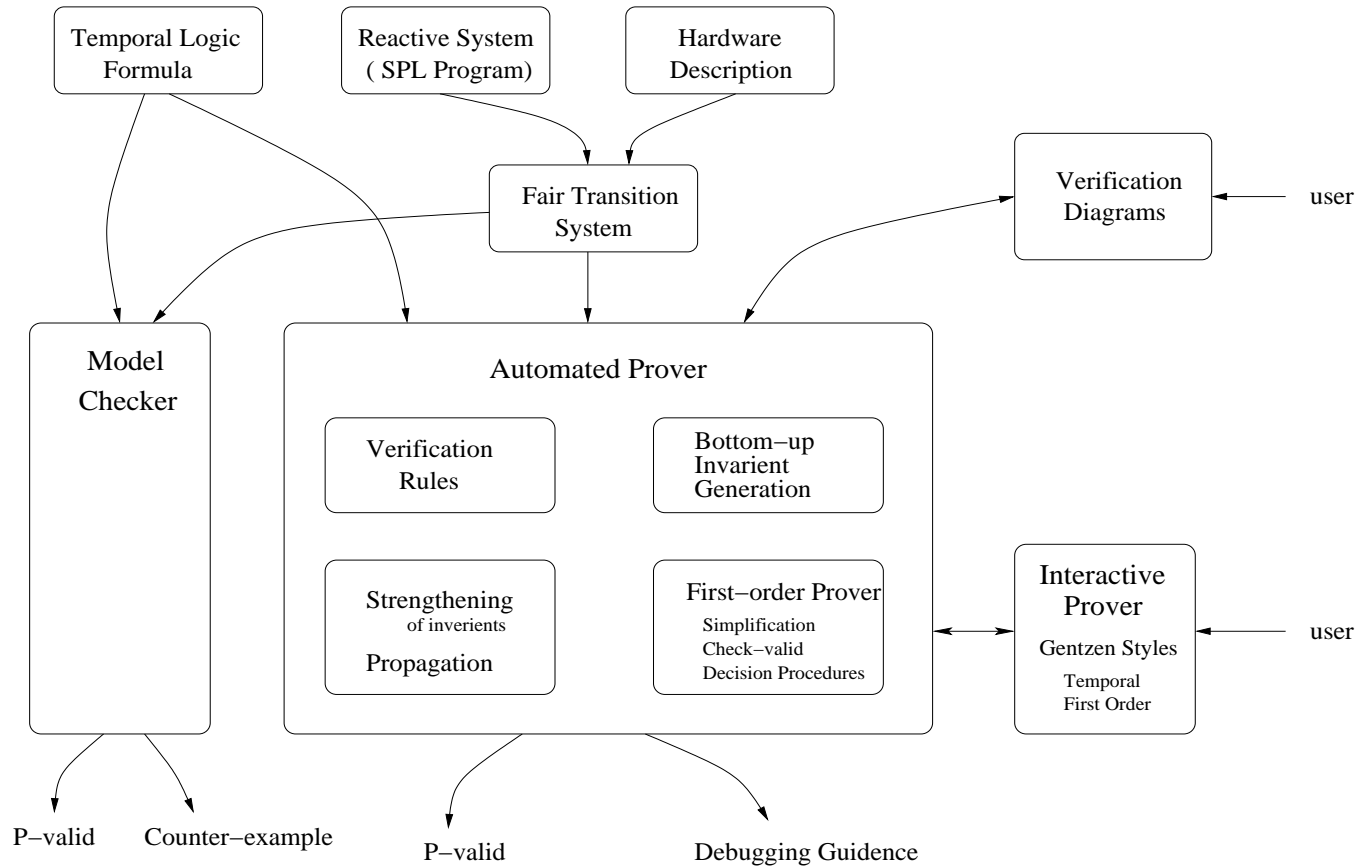 Temporal Logic
Formula
Reactive System
( SPL Program)
Hardware
Description
Fair Transition
System
Verification
Diagrams
user
Model
Checker
Automated Prover
Verification
Rules
Bottom−up
Invarient
Generation
Strengthening
of inverients
Propagation
First−order Prover
Simplification
Check−valid
Decision Procedures
Interactive
Prover
Gentzen Styles
Temporal
First Order
user
P−valid
Counter−example
P−valid
Debugging Guidence